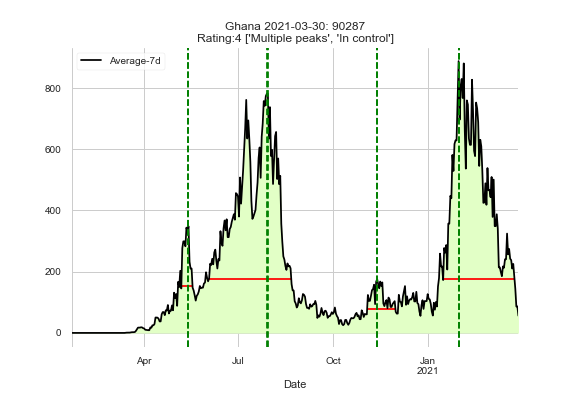 Ghana 2021-03-30: 90287
Rating:4 ['Multiple peaks', 'In control']
Average-7d
800
600
400
200
0
Apr
Jul
Oct
Jan
2021
Date